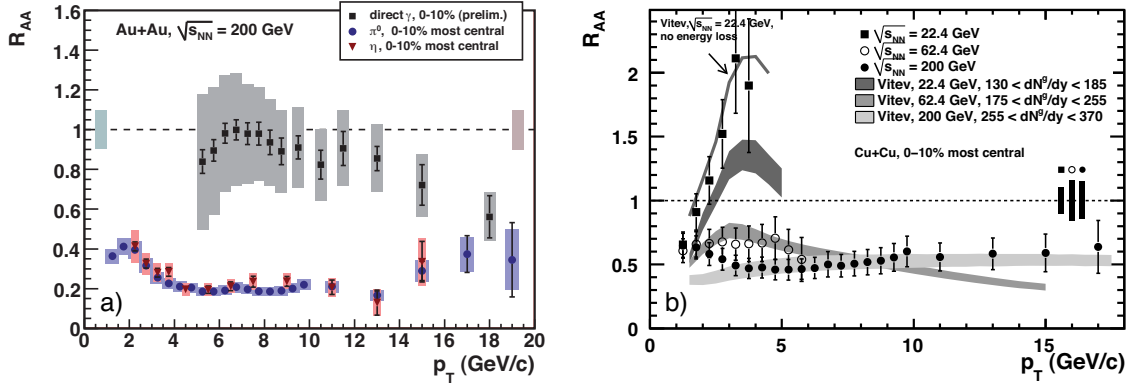 R_AA
1.6
1.4
1.2
1
0.8
0.6
0.4
0.2
0
Au+Au, √s_NN = 200 GeV
direct γ, 0-10% (prelim.)
π⁰, 0-10% most central
η, 0-10% most central
a)
0 2 4 6 8 10 12 14 16 18 20
p_T (GeV/c)
R_AA
2.5
2
1.5
1
0.5
0
Vitev, √s_NN = 22.4 GeV,
no energy loss
√s_NN = 22.4 GeV
√s_NN = 62.4 GeV
√s_NN = 200 GeV
Vitev, 22.4 GeV, 130 < dN^g/dy < 185
Vitev, 62.4 GeV, 175 < dN^g/dy < 255
Vitev, 200 GeV, 255 < dN^g/dy < 370
Cu+Cu, 0–10% most central
b)
0 5 10 15
p_T (GeV/c)